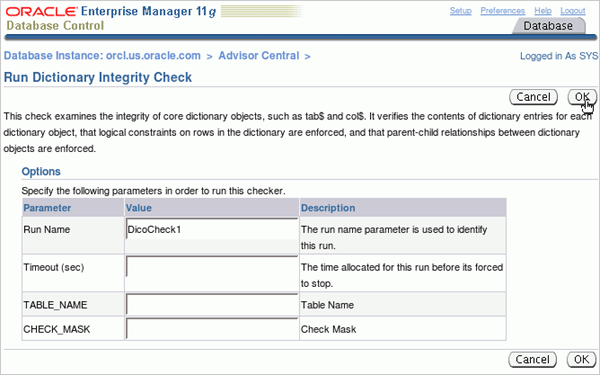 ORACLE Enterprise Manager 11g
Database Control
Setup Preferences Help Logout
Database
Database Instance: orcl.us.oracle.com > Advisor Central >
Logged in As SYS
Run Dictionary Integrity Check
Cancel OK
This check examines the integrity of core dictionary objects, such as tab$ and col$. It verifies the contents of dictionary entries for each
dictionary object, that logical constraints on rows in the dictionary are enforced, and that parent-child relationships between dictionary
objects are enforced.
Options
Specify the following parameters in order to run this checker.
Parameter Value Description
Run Name DicoCheck1 The run name parameter is used to identify
this run.
Timeout (sec) The time allocated for this run before its forced
to stop.
TABLE_NAME Table Name
CHECK_MASK Check Mask
Cancel OK